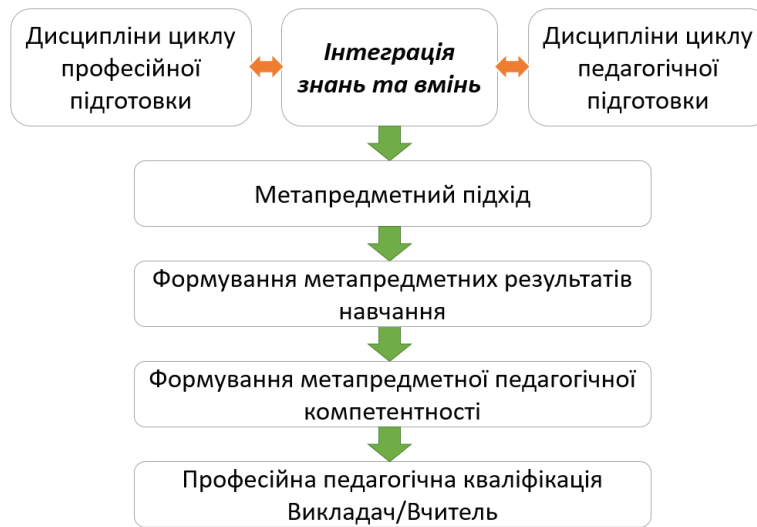 Дисципліни циклу
професійної
підготовки
Інтеграція
знань та вмінь
Дисципліни циклу
педагогічної
підготовки
Метапредметний підхід
Формування метапредметних результатів
навчання
Формування метапредметної педагогічної
компетентності
Професійна педагогічна кваліфікація
Викладач/Вчитель